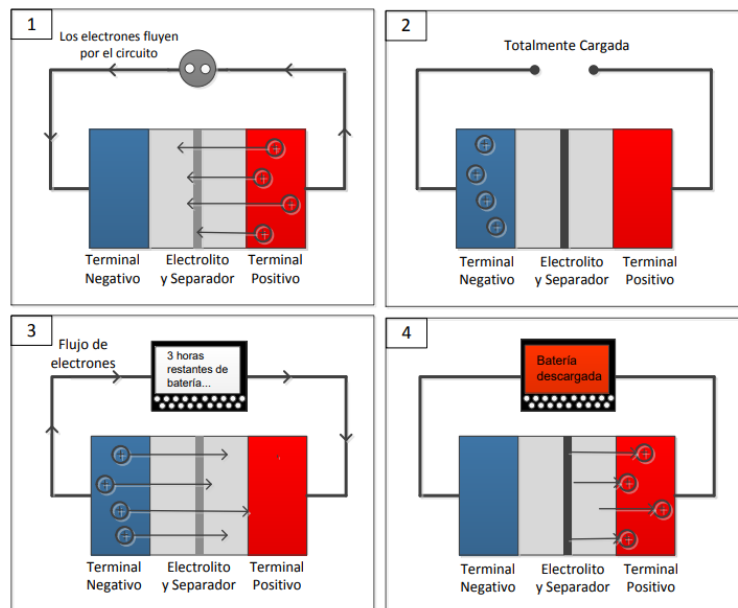 1
Los electrones fluyen
por el circuito
Terminal
Negativo
Electrolito
y Separador
Terminal
Positivo
2
Totalmente Cargada
Terminal
Negativo
Electrolito
y Separador
Terminal
Positivo
3
Flujo de
electrones
3 horas
restantes de
batería...
Terminal
Negativo
Electrolito
y Separador
Terminal
Positivo
4
Batería
descargada
Terminal
Negativo
Electrolito
y Separador
Terminal
Positivo